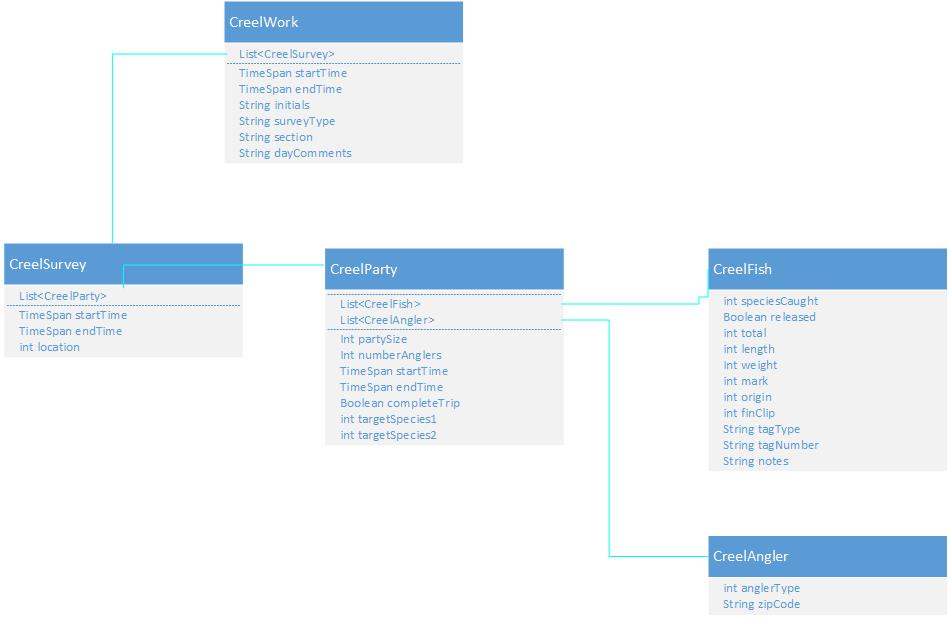 CreelWork
List<CreelSurvey>
TimeSpan startTime
TimeSpan endTime
String initials
String surveyType
String section
String dayComments
CreelSurvey
List<CreelParty>
TimeSpan startTime
TimeSpan endTime
int location
CreelParty
List<CreelFish>
List<CreelAngler>
Int partySize
Int numberAnglers
TimeSpan startTime
TimeSpan endTime
Boolean completeTrip
int targetSpecies1
int targetSpecies2
CreelFish
int speciesCaught
Boolean released
int total
int length
Int weight
int mark
int origin
int finClip
String tagType
String tagNumber
String notes
CreelAngler
int anglerType
String zipCode